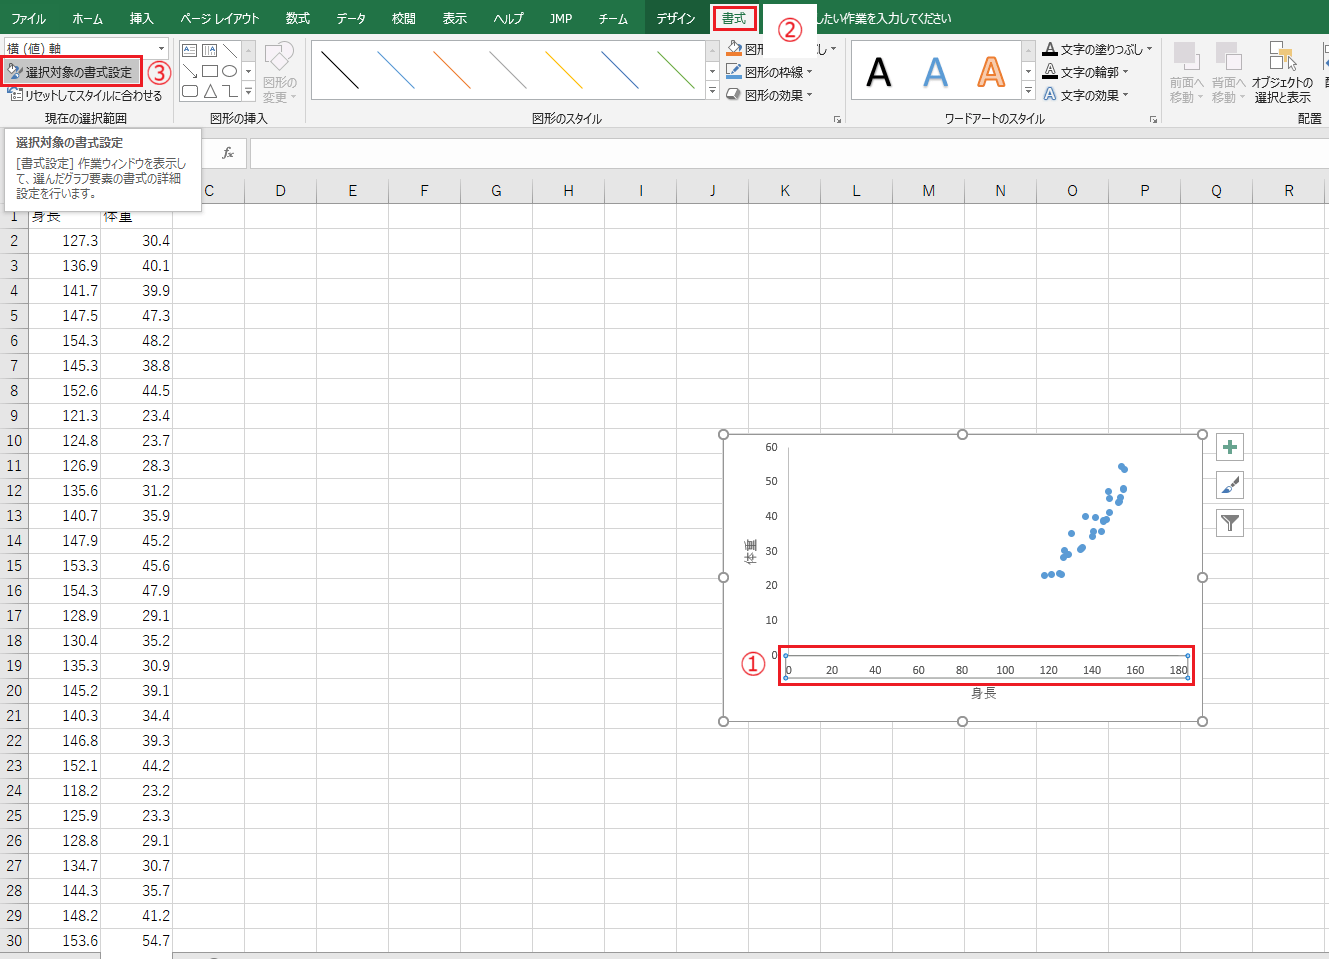 ファイル ホーム 挿入 ページ レイアウト 数式 データ 校閲 表示 ヘルプ JMP チーム デザイン 書式 ② したい作業を入力してください
横 (値) 軸
選択対象の書式設定 ③
リセットしてスタイルに合わせる
現在の選択範囲
図形の変更
図形の挿入
図形のスタイル
図形の枠線
図形の効果
A A A
ワードアートのスタイル
文字の塗りつぶし
文字の輪郭
文字の効果
前面へ移動
背面へ移動
オブジェクトの選択と表示
配置
選択対象の書式設定
[書式設定] 作業ウィンドウを表示し
て、選んだグラフ要素の書式の詳細
設定を行います。
fx
C D E F G H I J K L M N O P Q R
1 身長 体重
2 127.3 30.4
3 136.9 40.1
4 141.7 39.9
5 147.5 47.3
6 154.3 48.2
7 145.3 38.8
8 152.6 44.5
9 121.3 23.4
10 124.8 23.7
11 126.9 28.3
12 135.6 31.2
13 140.7 35.9
14 147.9 45.2
15 153.3 45.6
16 154.3 47.9
17 128.9 29.1
18 130.4 35.2
19 135.3 30.9
20 145.2 39.1
21 140.3 34.4
22 146.8 39.3
23 152.1 44.2
24 118.2 23.2
25 125.9 23.3
26 128.8 29.1
27 134.7 30.7
28 144.3 35.7
29 148.2 41.2
30 153.6 54.7
60
50
40
30
20
10
0
体重
①
0 20 40 60 80 100 120 140 160 180
身長